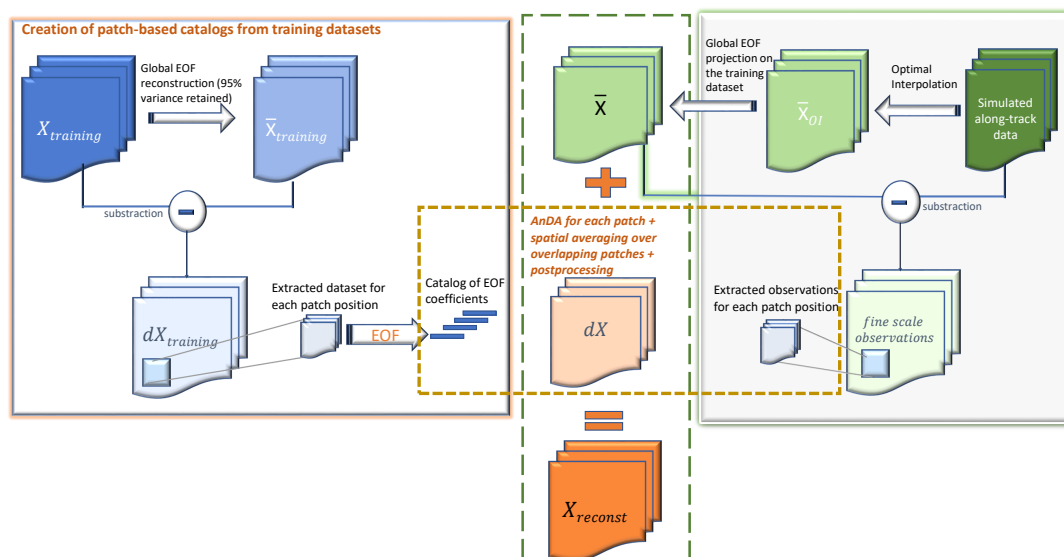 Creation of patch-based catalogs from training datasets
Global EOF
reconstruction (95%
variance retained)
X_training
X̅_training
substraction
dX_training
Extracted dataset for
each patch position
EOF
Catalog of EOF
coefficients
X̅
Global EOF
projection on
the training
dataset
X̅_OI
Optimal
Interpolation
Simulated
along-track
data
substraction
AnDA for each patch +
spatial averaging over
overlapping patches +
postprocessing
dX
Extracted observations
for each patch position
fine scale
observations
X_reconst